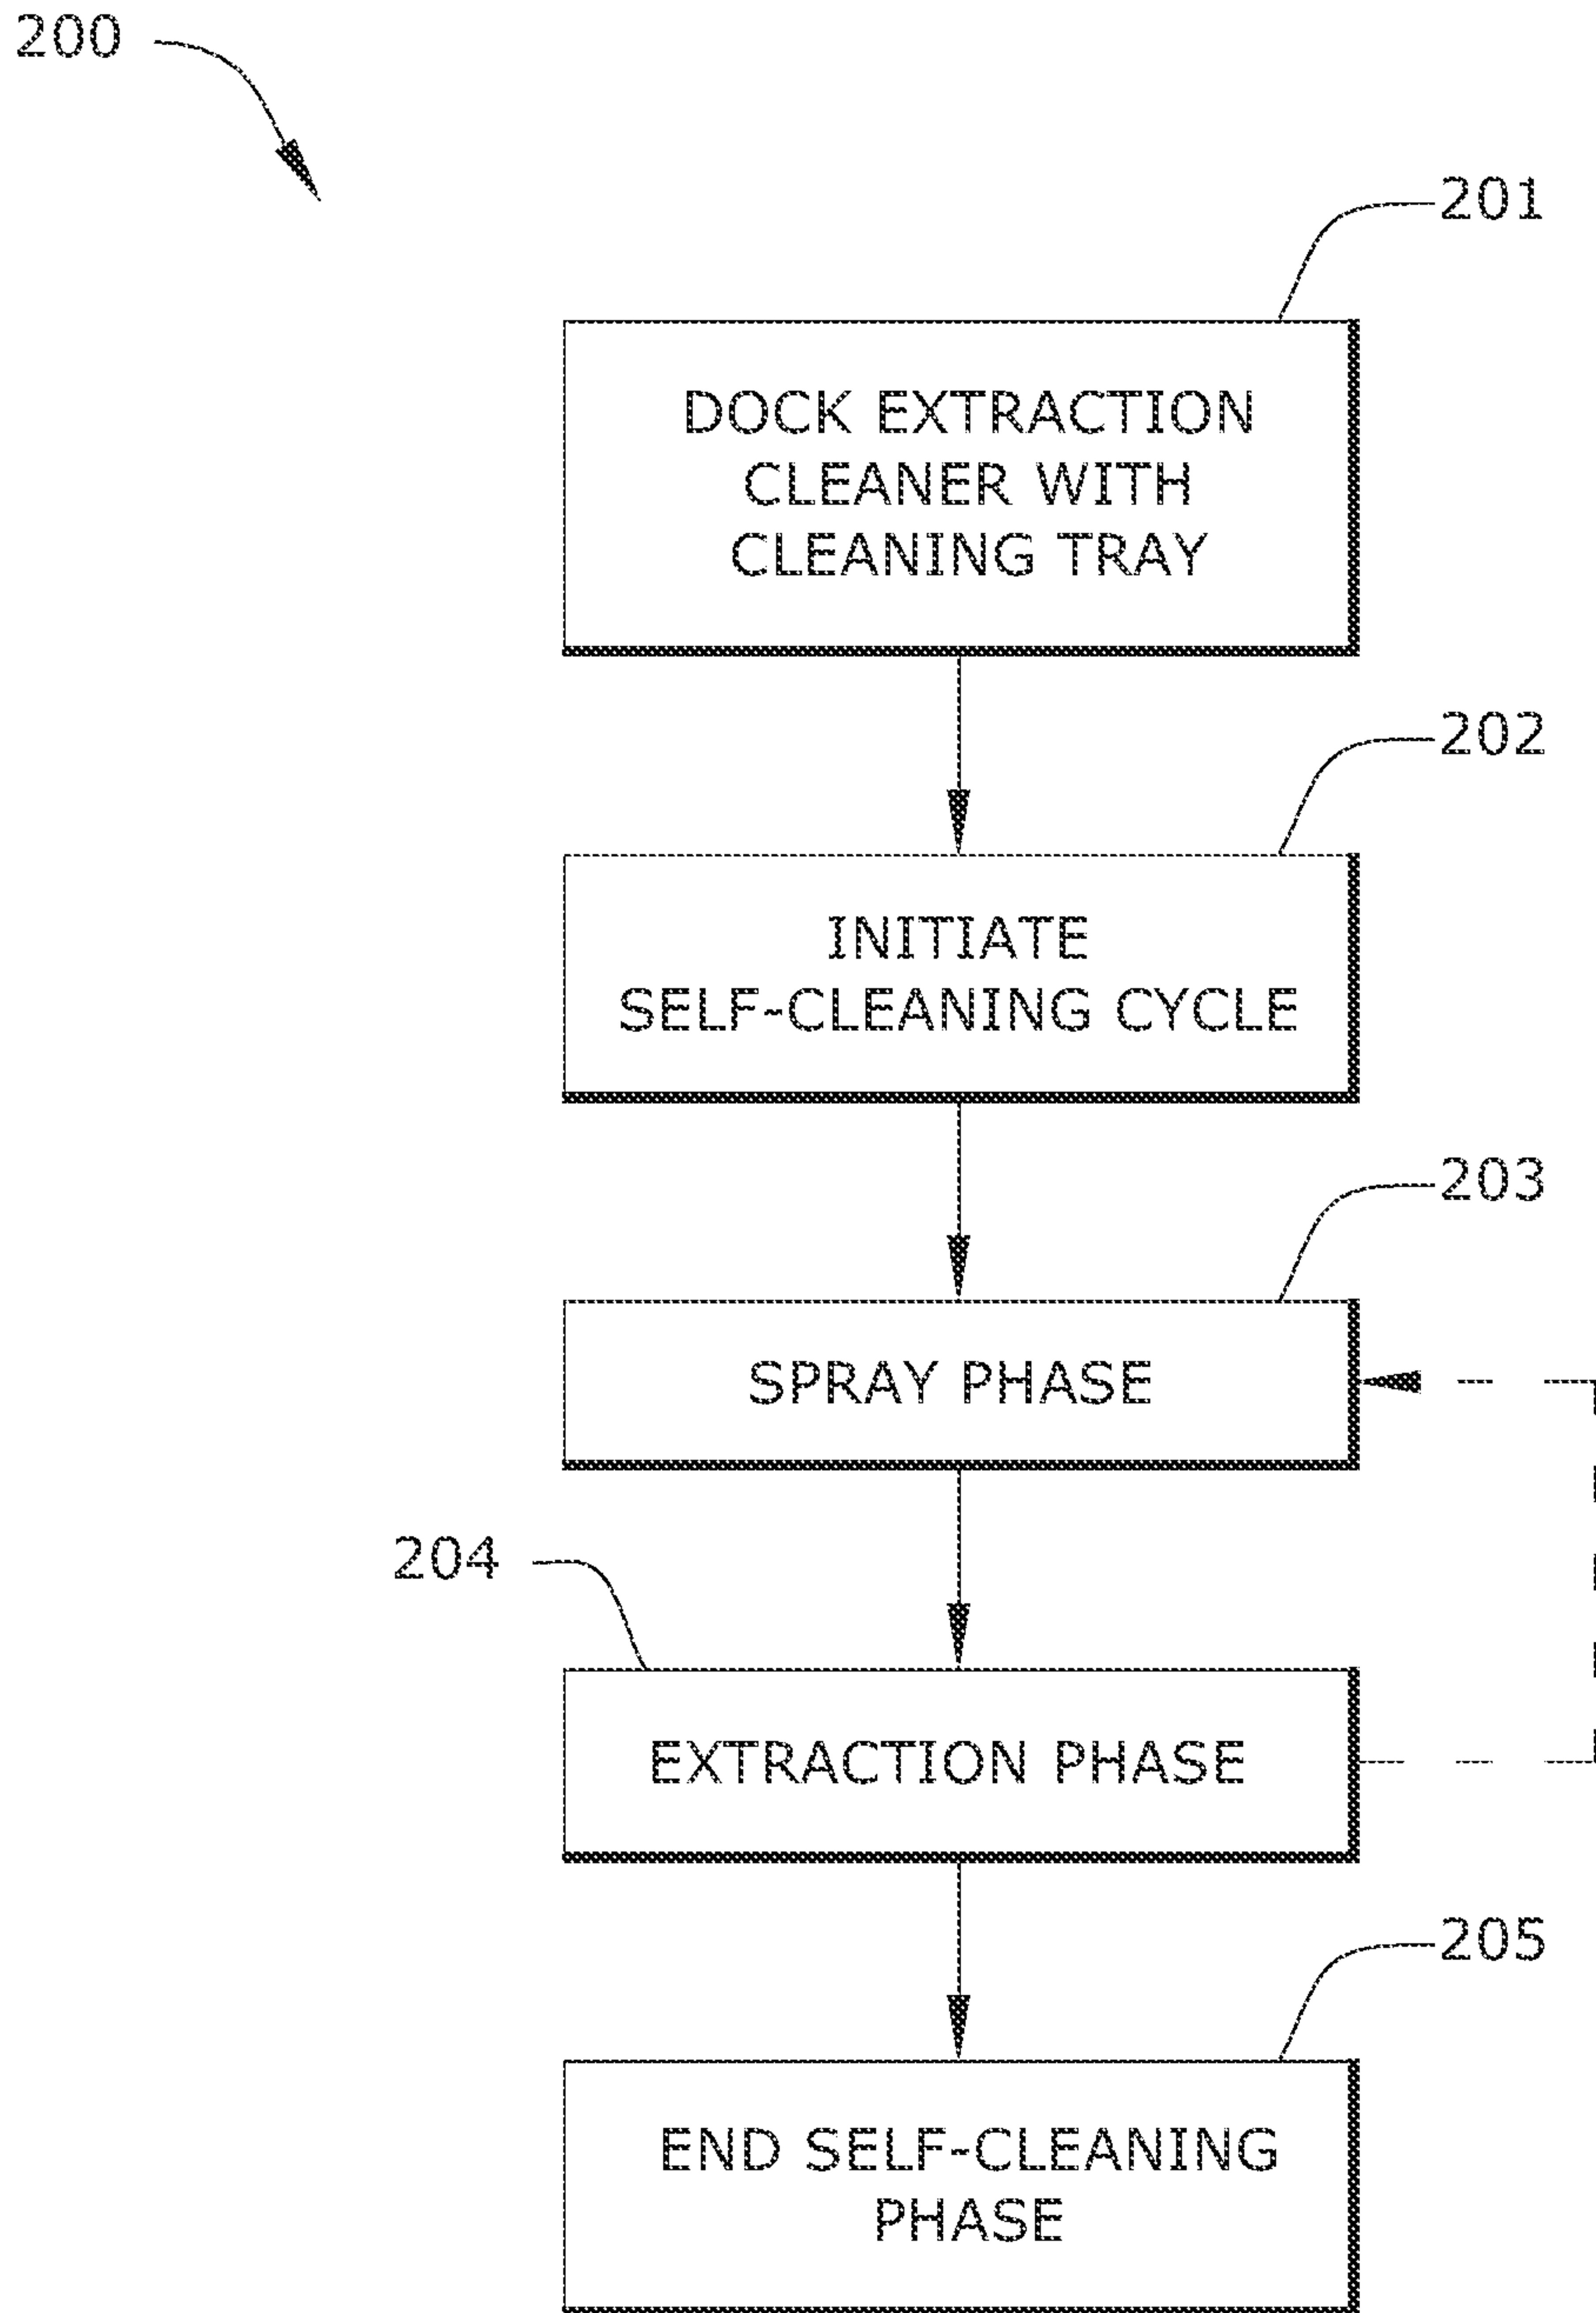 200
201
DOCK EXTRACTION
CLEANER WITH
CLEANING TRAY
202
INITIATE
SELF-CLEANING CYCLE
203
SPRAY PHASE
204
EXTRACTION PHASE
205
END SELF-CLEANING
PHASE